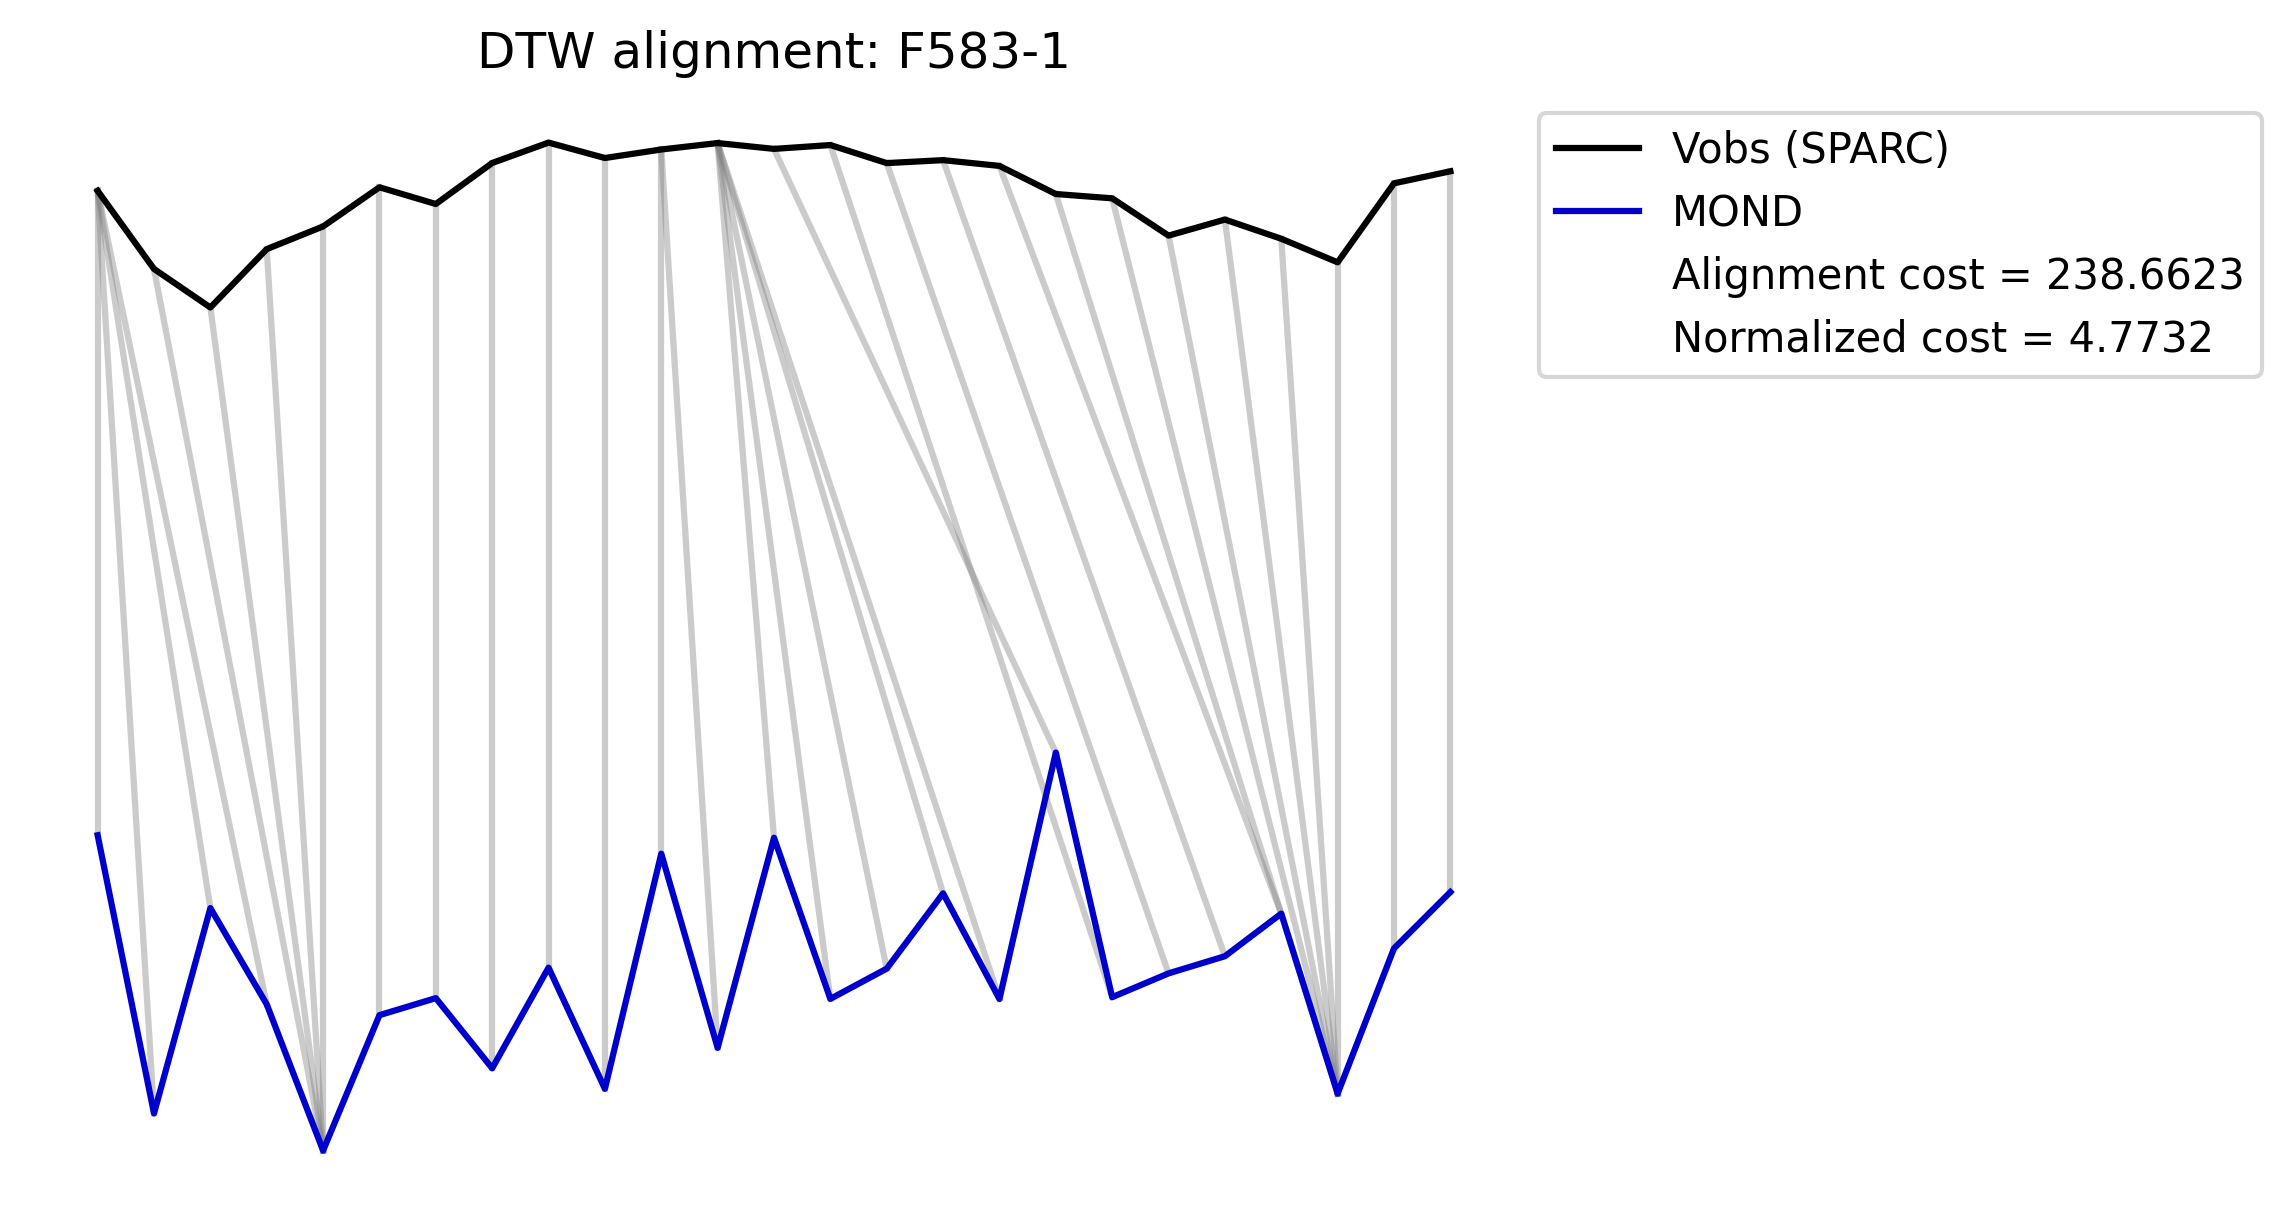 DTW alignment: F583-1
Vobs (SPARC)
MOND
Alignment cost = 238.6623
Normalized cost = 4.7732